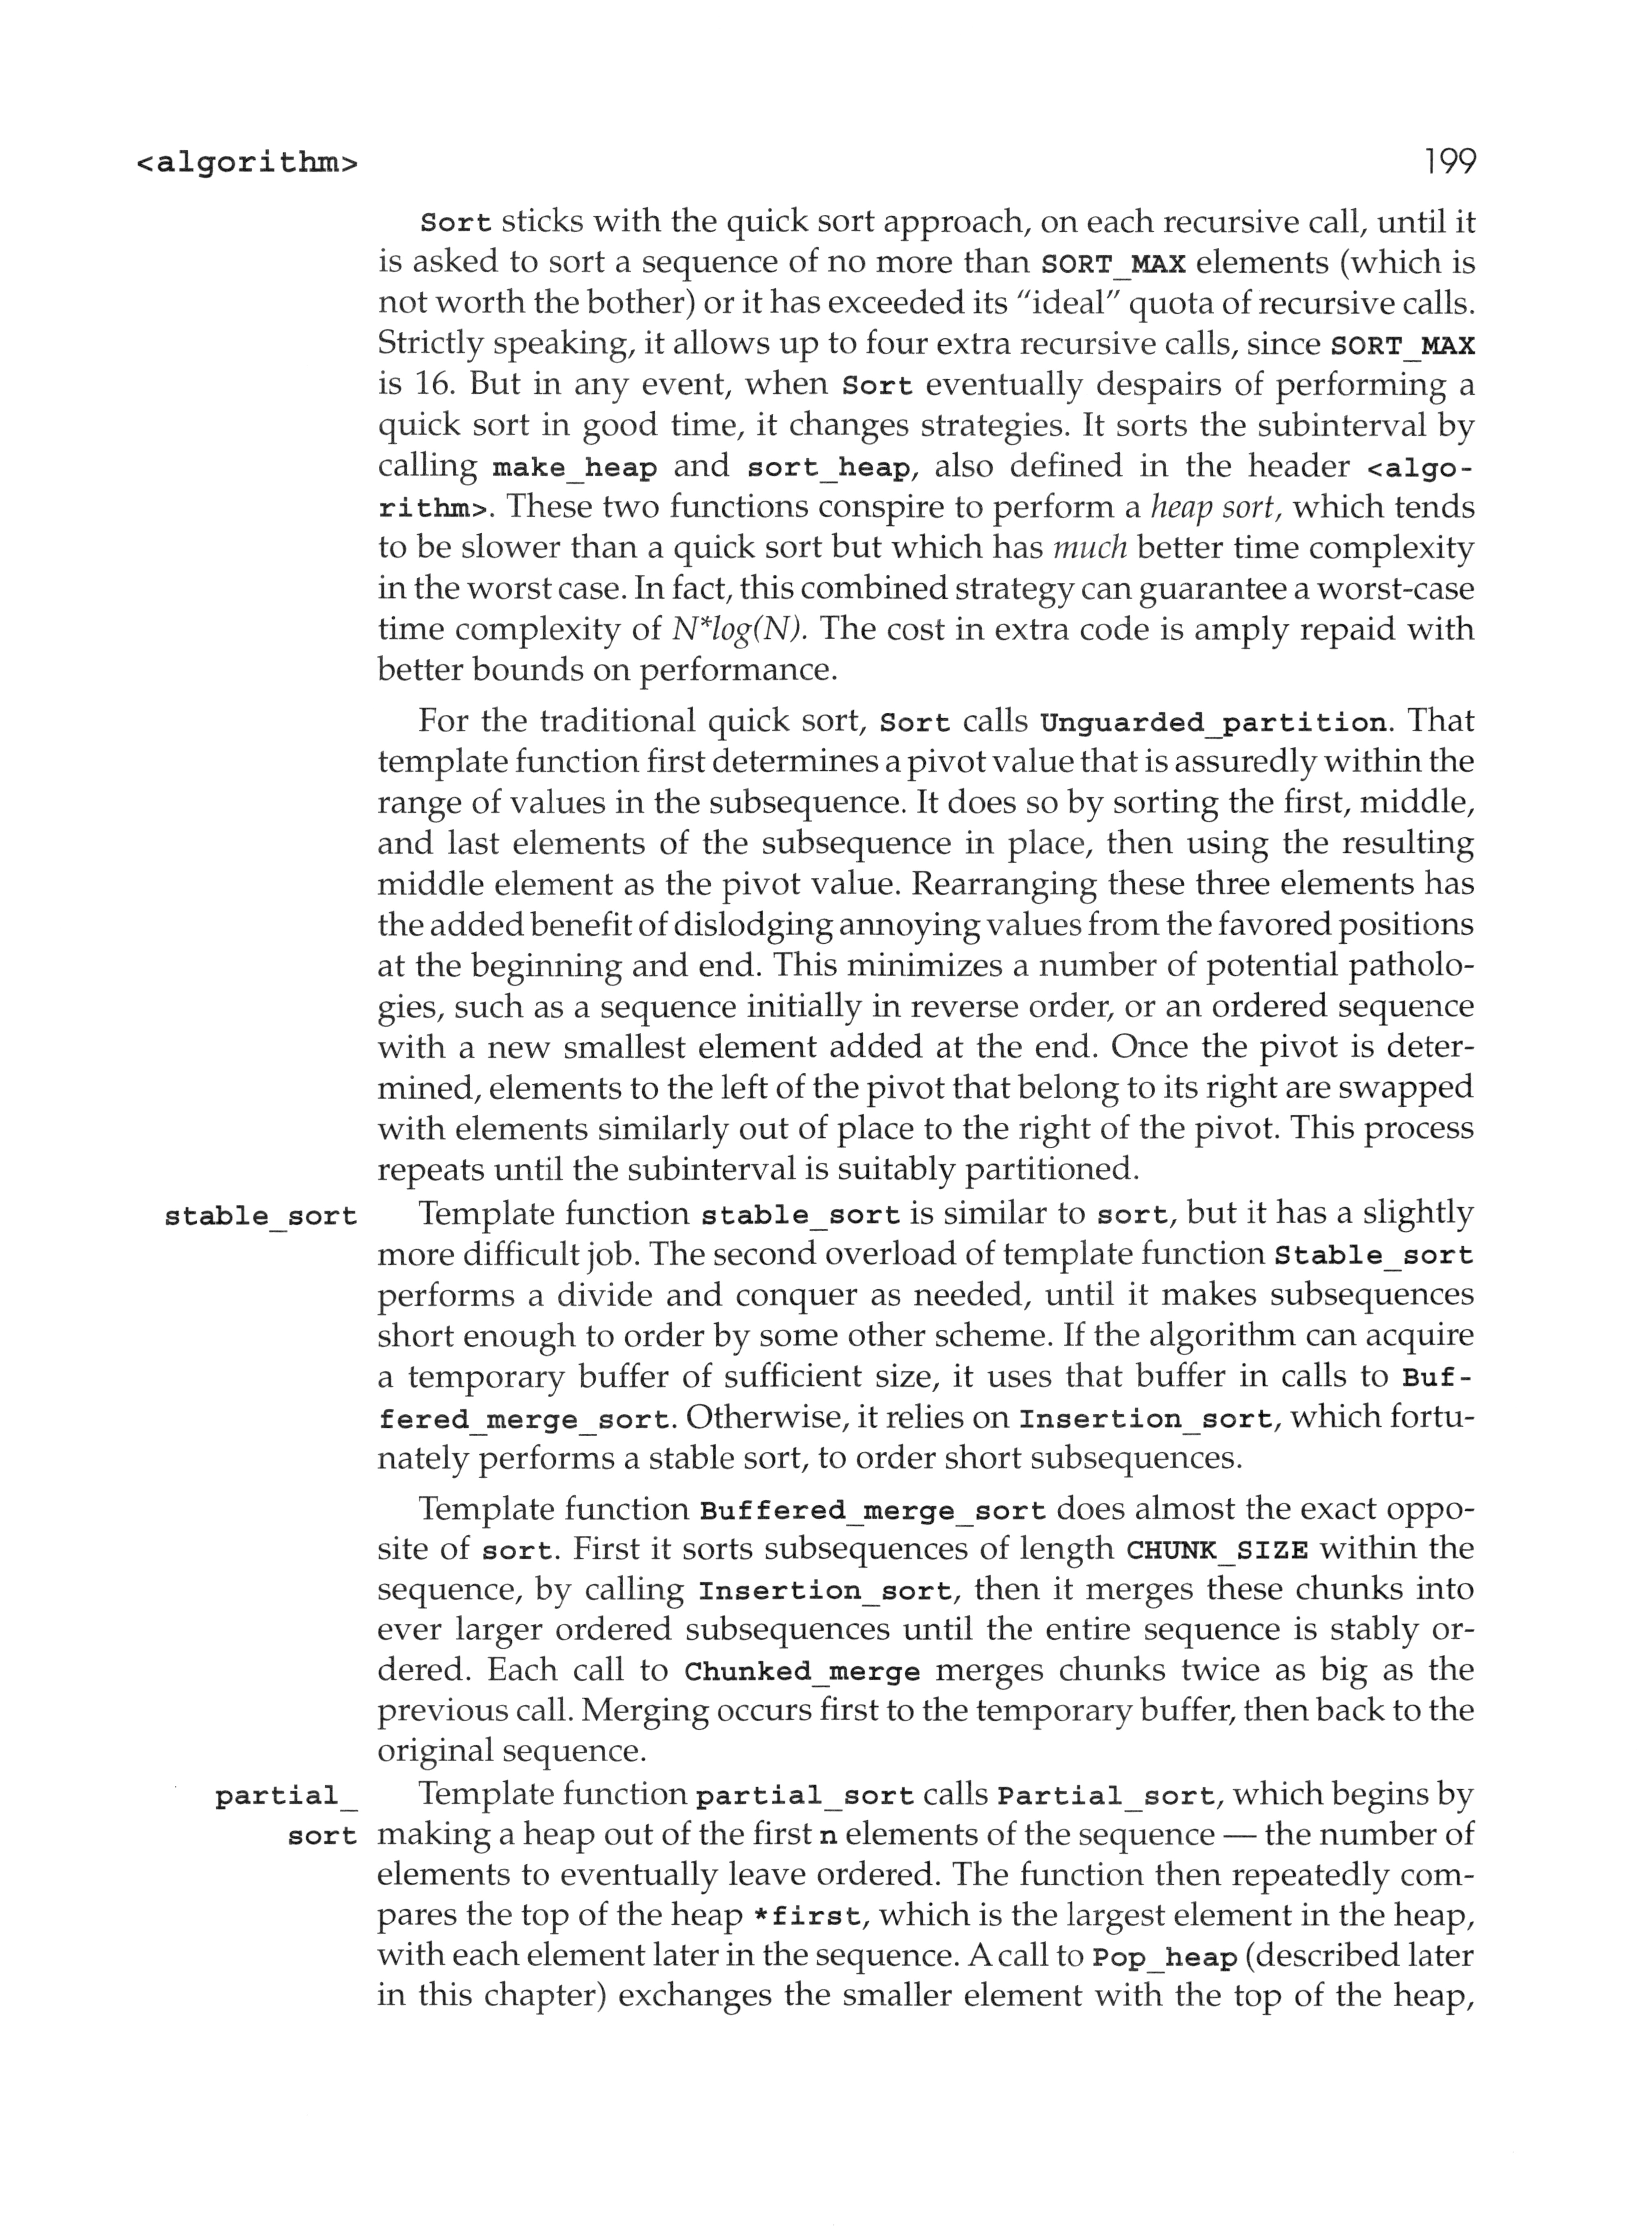 <algorithm> 199
Sort sticks with the quick sort approach, on each recursive call, until it
is asked to sort a sequence of no more than SORT_MAX elements (which is
not worth the bother) or it has exceeded its "ideal" quota of recursive calls.
Strictly speaking, it allows up to four extra recursive calls, since SORT_MAX
is 16. But in any event, when Sort eventually despairs of performing a
quick sort in good time, it changes strategies. It sorts the subinterval by
calling make_heap and sort_heap, also defined in the header <algo-
rithm>. These two functions conspire to perform a heap sort, which tends
to be slower than a quick sort but which has much better time complexity
in the worst case. In fact, this combined strategy can guarantee a worst-case
time complexity of N*log(N). The cost in extra code is amply repaid with
better bounds on performance.
For the traditional quick sort, Sort calls Unguarded_partition. That
template function first determines a pivot value that is assuredly within the
range of values in the subsequence. It does so by sorting the first, middle,
and last elements of the subsequence in place, then using the resulting
middle element as the pivot value. Rearranging these three elements has
the added benefit of dislodging annoying values from the favored positions
at the beginning and end. This minimizes a number of potential patholo-
gies, such as a sequence initially in reverse order, or an ordered sequence
with a new smallest element added at the end. Once the pivot is deter-
mined, elements to the left of the pivot that belong to its right are swapped
with elements similarly out of place to the right of the pivot. This process
repeats until the subinterval is suitably partitioned.
stable_sort Template function stable_sort is similar to sort, but it has a slightly
more difficult job. The second overload of template function Stable_sort
performs a divide and conquer as needed, until it makes subsequences
short enough to order by some other scheme. If the algorithm can acquire
a temporary buffer of sufficient size, it uses that buffer in calls to Buf-
fered_merge_sort. Otherwise, it relies on Insertion_sort, which fortu-
nately performs a stable sort, to order short subsequences.
Template function Buffered_merge_sort does almost the exact oppo-
site of sort. First it sorts subsequences of length CHUNK_SIZE within the
sequence, by calling Insertion_sort, then it merges these chunks into
ever larger ordered subsequences until the entire sequence is stably or-
dered. Each call to Chunked_merge merges chunks twice as big as the
previous call. Merging occurs first to the temporary buffer, then back to the
original sequence.
partial_ Template function partial_sort calls Partial_sort, which begins by
sort making a heap out of the first n elements of the sequence — the number of
elements to eventually leave ordered. The function then repeatedly com-
pares the top of the heap *first, which is the largest element in the heap,
with each element later in the sequence. A call to Pop_heap (described later
in this chapter) exchanges the smaller element with the top of the heap,